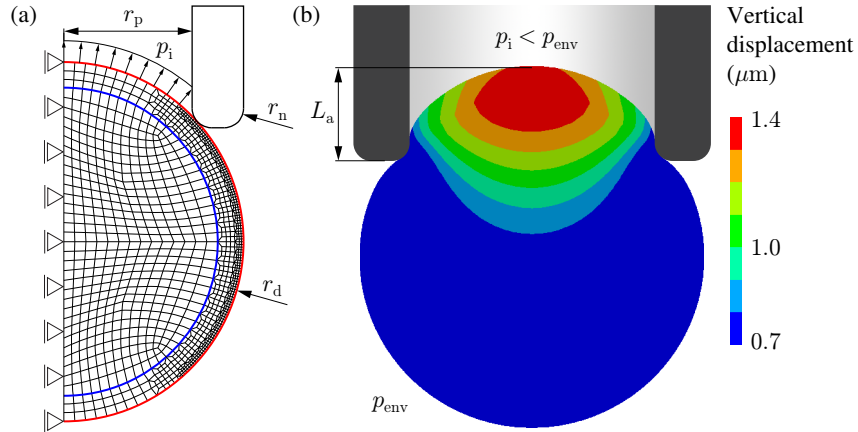 (a)
r_p
p_i
r_n
r_d
(b)
p_i < p_env
L_a
p_env
Vertical
displacement
(μm)
1.4
1.0
0.7